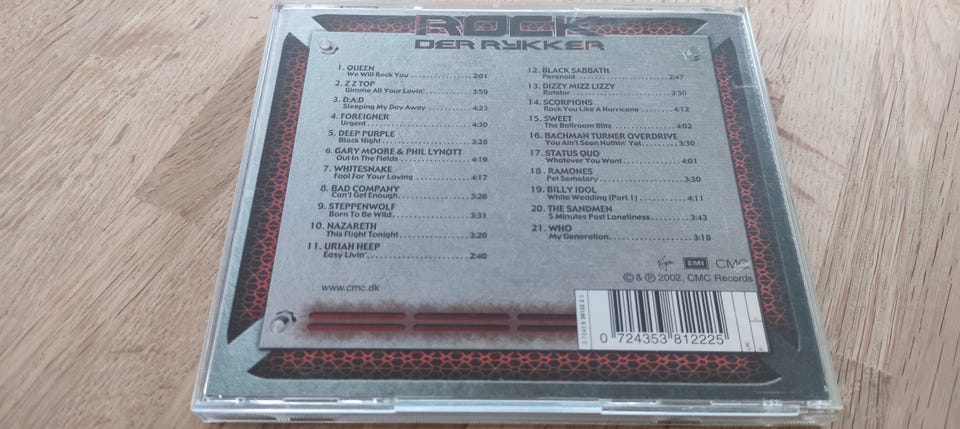 ROCK
DER RYKKER
1. QUEEN
We Will Rock You ................ 2:01
2. Z Z TOP
Gimme All Your Lovin' ........... 3:59
3. D:A:D
Sleeping My Day Away ............ 4:23
4. FOREIGNER
Urgent .......................... 4:30
5. DEEP PURPLE
Black Night ..................... 3:28
6. GARY MOORE & PHIL LYNOTT
Out In The Fields ............... 4:19
7. WHITESNAKE
Fool For Your Loving ............ 4:17
8. BAD COMPANY
Can't Get Enough ................ 3:26
9. STEPPENWOLF
Born To Be Wild ................. 3:31
10. NAZARETH
This Flight Tonight ............. 3:20
11. URIAH HEEP
Easy Livin' ..................... 2:40
12. BLACK SABBATH
Paranoid ........................ 2:47
13. DIZZY MIZZ LIZZY
Rotator ......................... 3:30
14. SCORPIONS
Rock You Like A Hurricane ....... 4:12
15. SWEET
The Ballroom Blitz .............. 4:02
16. BACHMAN TURNER OVERDRIVE
You Ain't Seen Nothin' Yet ...... 3:30
17. STATUS QUO
Whatever You Want ............... 4:01
18. RAMONES
Pet Sematary .................... 3:30
19. BILLY IDOL
White Wedding (Part 1) .......... 4:11
20. THE SANDMEN
5 Minutes Past Loneliness ....... 3:43
21. WHO
My Generation ................... 3:18
Virgin EMI CMC
© & ℗ 2002, CMC Records
www.cmc.dk
0 724353 812225